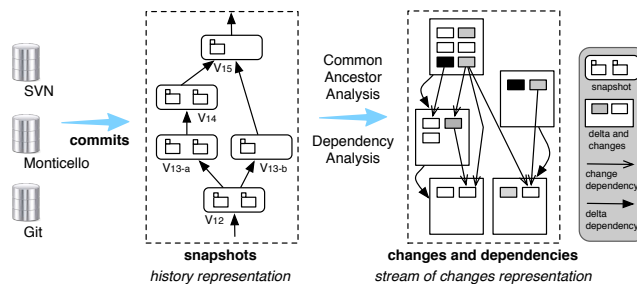 SVN
Monticello
Git
commits
V15
V14
V13-a
V13-b
V12
snapshots
history representation
Common
Ancestor
Analysis
Dependency
Analysis
changes and dependencies
stream of changes representation
snapshot
delta and
changes
change
dependency
delta
dependency